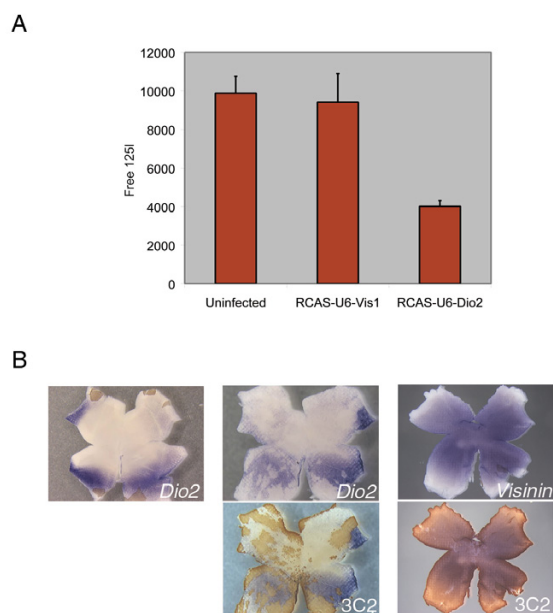 A
12000
10000
8000
6000
4000
2000
0
Free 125I
Uninfected RCAS-U6-Vis1 RCAS-U6-Dio2
B
Dio2 Dio2 Visinin
3C2 3C2